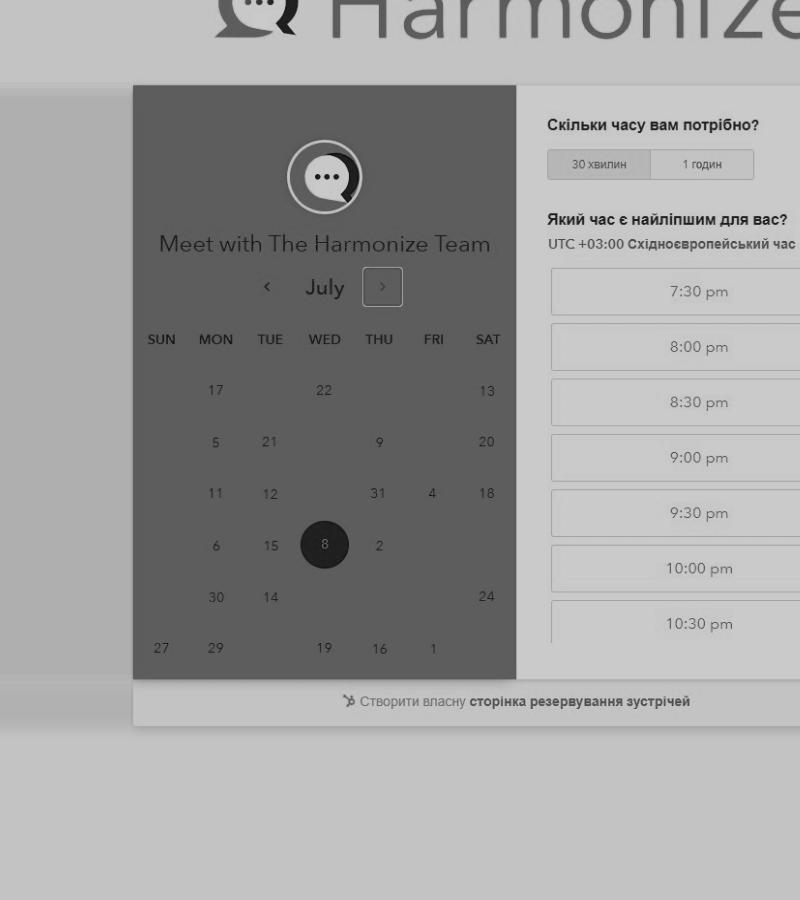 Harmonize
Meet with The Harmonize Team
July
SUN MON TUE WED THU FRI SAT
17 22 13
5 21 9 20
11 12 31 4 18
6 15 8 2
30 14 24
27 29 19 16 1
Скільки часу вам потрібно?
30 хвилин 1 годин
Який час є найліпшим для вас?
UTC +03:00 Східноєвропейський час
7:30 pm
8:00 pm
8:30 pm
9:00 pm
9:30 pm
10:00 pm
10:30 pm
Створити власну сторінка резервування зустрічей